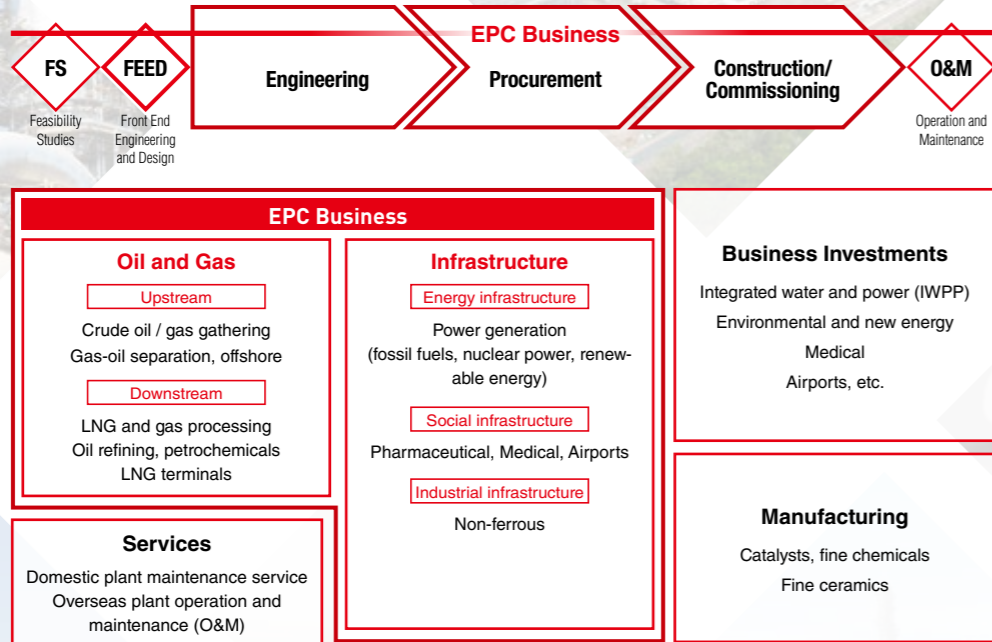 EPC Business
FS
FEED
Engineering
Procurement
Construction/
Commissioning
O&M
Feasibility
Studies
Front End
Engineering
and Design
Operation and
Maintenance
EPC Business
Oil and Gas
Upstream
Crude oil / gas gathering
Gas-oil separation, offshore
Downstream
LNG and gas processing
Oil refining, petrochemicals
LNG terminals
Infrastructure
Energy infrastructure
Power generation
(fossil fuels, nuclear power, renew-
able energy)
Social infrastructure
Pharmaceutical, Medical, Airports
Industrial infrastructure
Non-ferrous
Services
Domestic plant maintenance service
Overseas plant operation and
maintenance (O&M)
Business Investments
Integrated water and power (IWPP)
Environmental and new energy
Medical
Airports, etc.
Manufacturing
Catalysts, fine chemicals
Fine ceramics